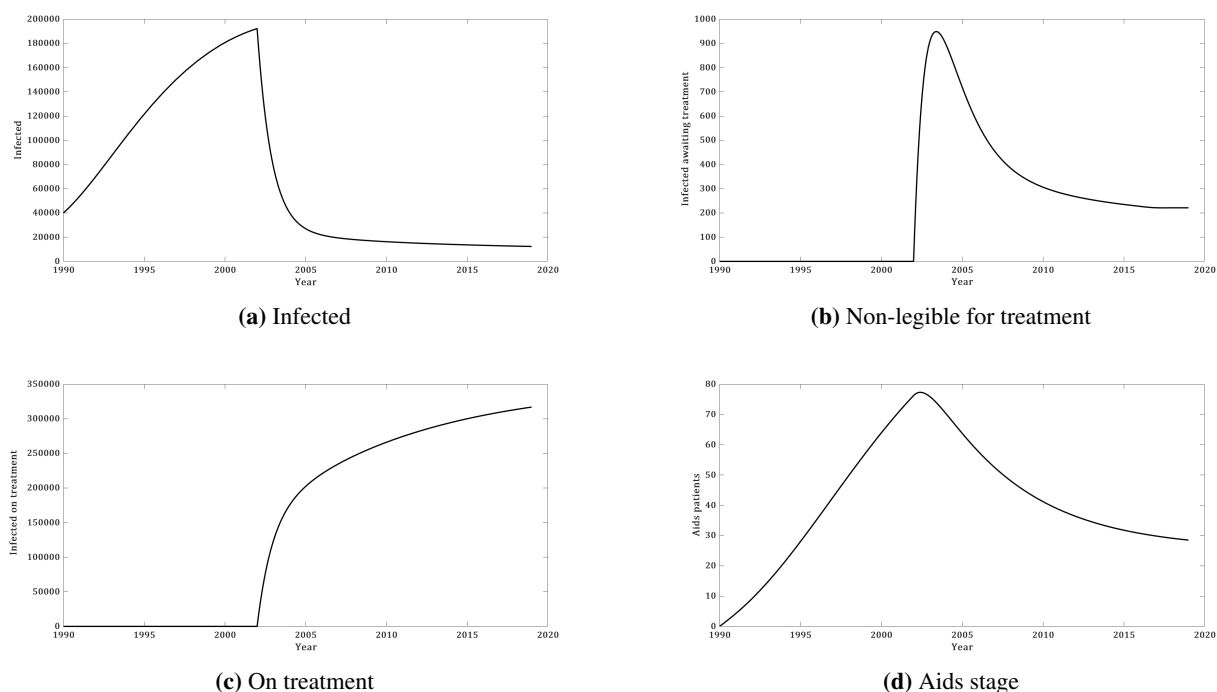 200000
180000
160000
140000
120000
100000
80000
60000
40000
20000
0
Infected
1990 1995 2000 2005 2010 2015 2020
Year
(a) Infected
1000
900
800
700
600
500
400
300
200
100
0
Infected awaiting treatment
1990 1995 2000 2005 2010 2015 2020
Year
(b) Non-legible for treatment
350000
300000
250000
200000
150000
100000
50000
0
Infected on treatment
1990 1995 2000 2005 2010 2015 2020
Year
(c) On treatment
80
70
60
50
40
30
20
10
0
Aids patients
1990 1995 2000 2005 2010 2015 2020
Year
(d) Aids stage